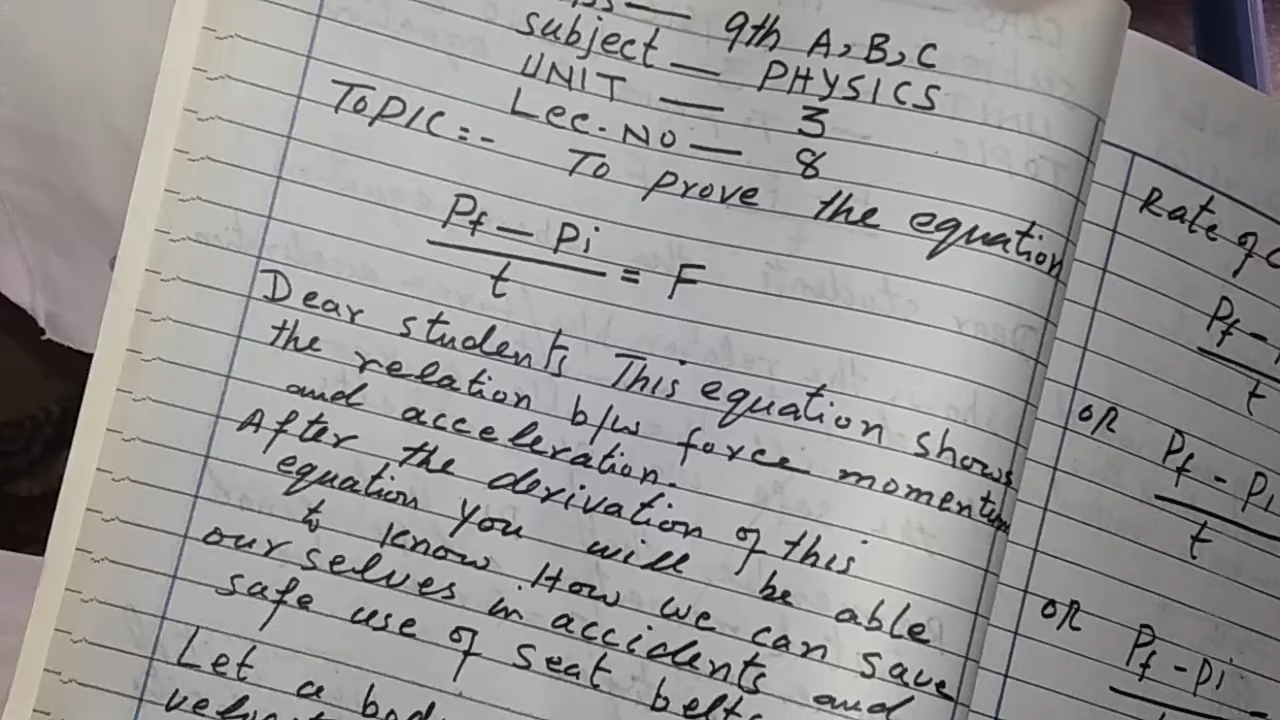 — 9th A, B, C
subject — PHYSICS
UNIT — 3
Lec. NO — 8
TOPIC:- To prove the equation
Pf - Pi / t = F
Dear students This equation shows
the relation b/w force momentum
and acceleration.
After the derivation of this
equation you will be able
to know How we can save
ourselves in accidents and
safe use of seat belts
Let a body
Rate of
Pf -
t
OR Pf - Pi
t
OR Pf - Pi